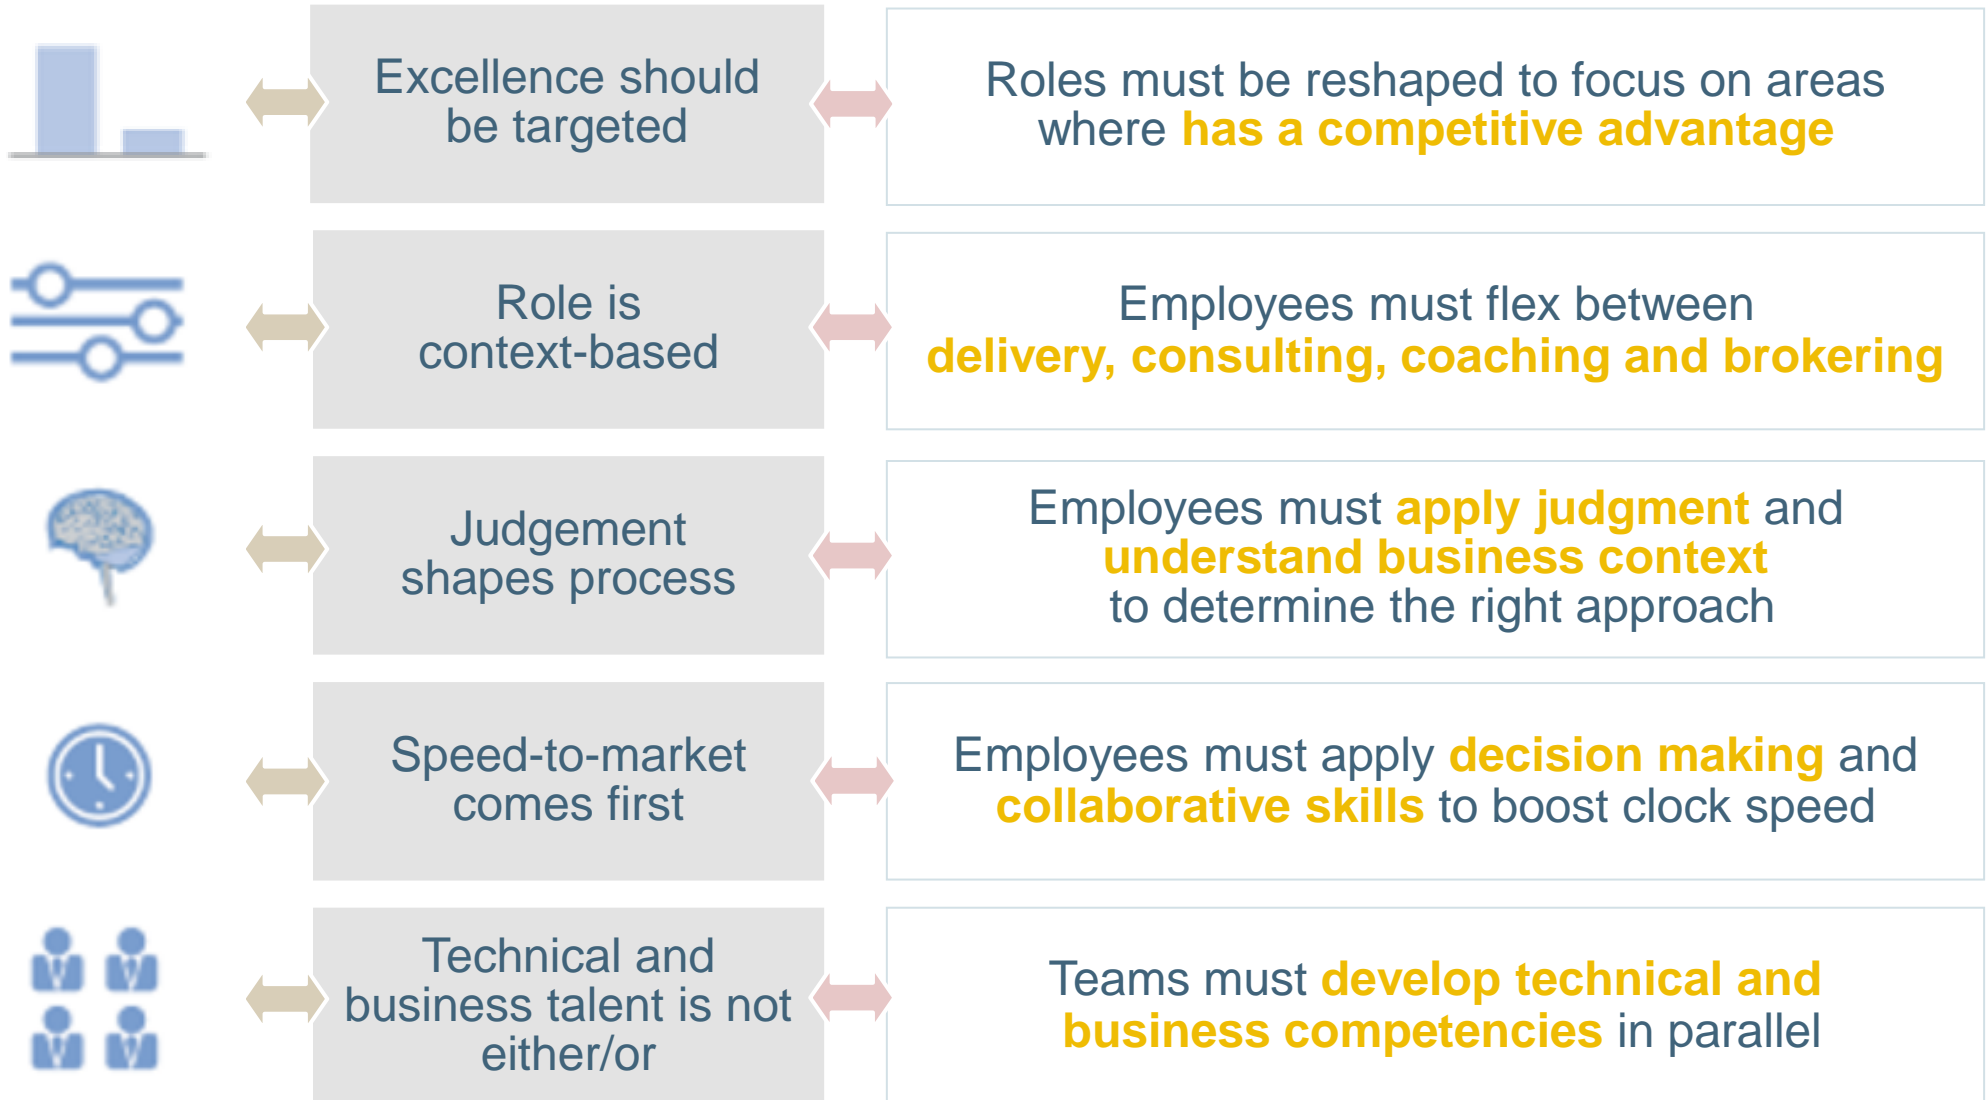 Excellence should
be targeted
Roles must be reshaped to focus on areas
where has a competitive advantage
Role is
context-based
Employees must flex between
delivery, consulting, coaching and brokering
Judgement
shapes process
Employees must apply judgment and
understand business context
to determine the right approach
Speed-to-market
comes first
Employees must apply decision making and
collaborative skills to boost clock speed
Technical and
business talent is not
either/or
Teams must develop technical and
business competencies in parallel